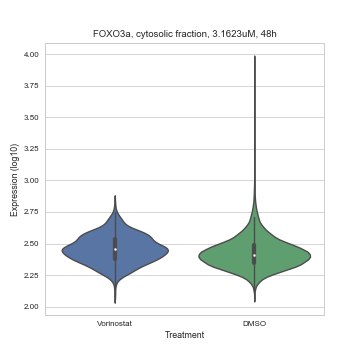 FOXO3a, cytosolic fraction, 3.1623uM, 48h
4.00
3.75
3.50
3.25
3.00
2.75
2.50
2.25
2.00
Expression (log10)
Vorinostat DMSO
Treatment